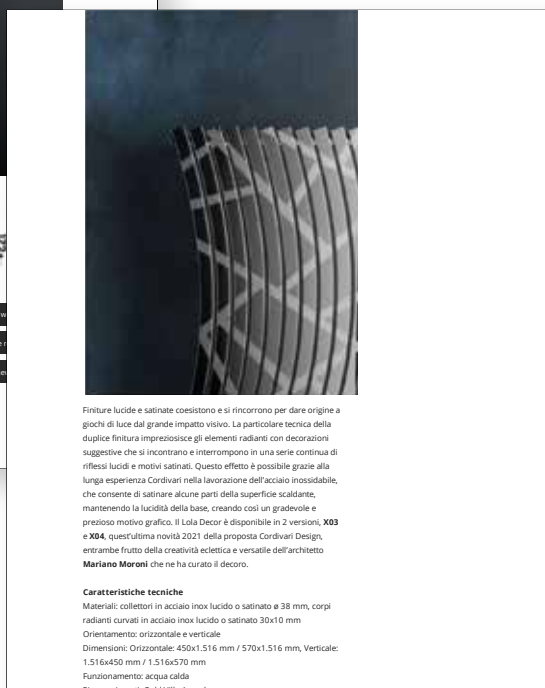 Finiture lucide e satinate coesistono e si rincorrono per dare origine a
giochi di luce dal grande impatto visivo. La particolare tecnica della
duplice finitura impreziosisce gli elementi radianti con decorazioni
suggestive che si incontrano e interrompono in una serie continua di
riflessi lucidi e motivi satinati. Questo effetto è possibile grazie alla
lunga esperienza Cordivari nella lavorazione dell'acciaio inossidabile,
che consente di satinare alcune parti della superficie scaldante,
mantenendo la lucidità della base, creando così un gradevole e
prezioso motivo grafico. Il Lola Decor è disponibile in 2 versioni, X03
e X04, quest'ultima novità 2021 della proposta Cordivari Design,
entrambe frutto della creatività eclettica e versatile dell'architetto
Mariano Moroni che ne ha curato il decoro.
Caratteristiche tecniche
Materiali: collettori in acciaio inox lucido o satinato ø 38 mm, corpi
radianti curvati in acciaio inox lucido o satinato 30x10 mm
Orientamento: orizzontale e verticale
Dimensioni: Orizzontale: 450x1.516 mm / 570x1.516 mm, Verticale:
1.516x450 mm / 1.516x570 mm
Funzionamento: acqua calda